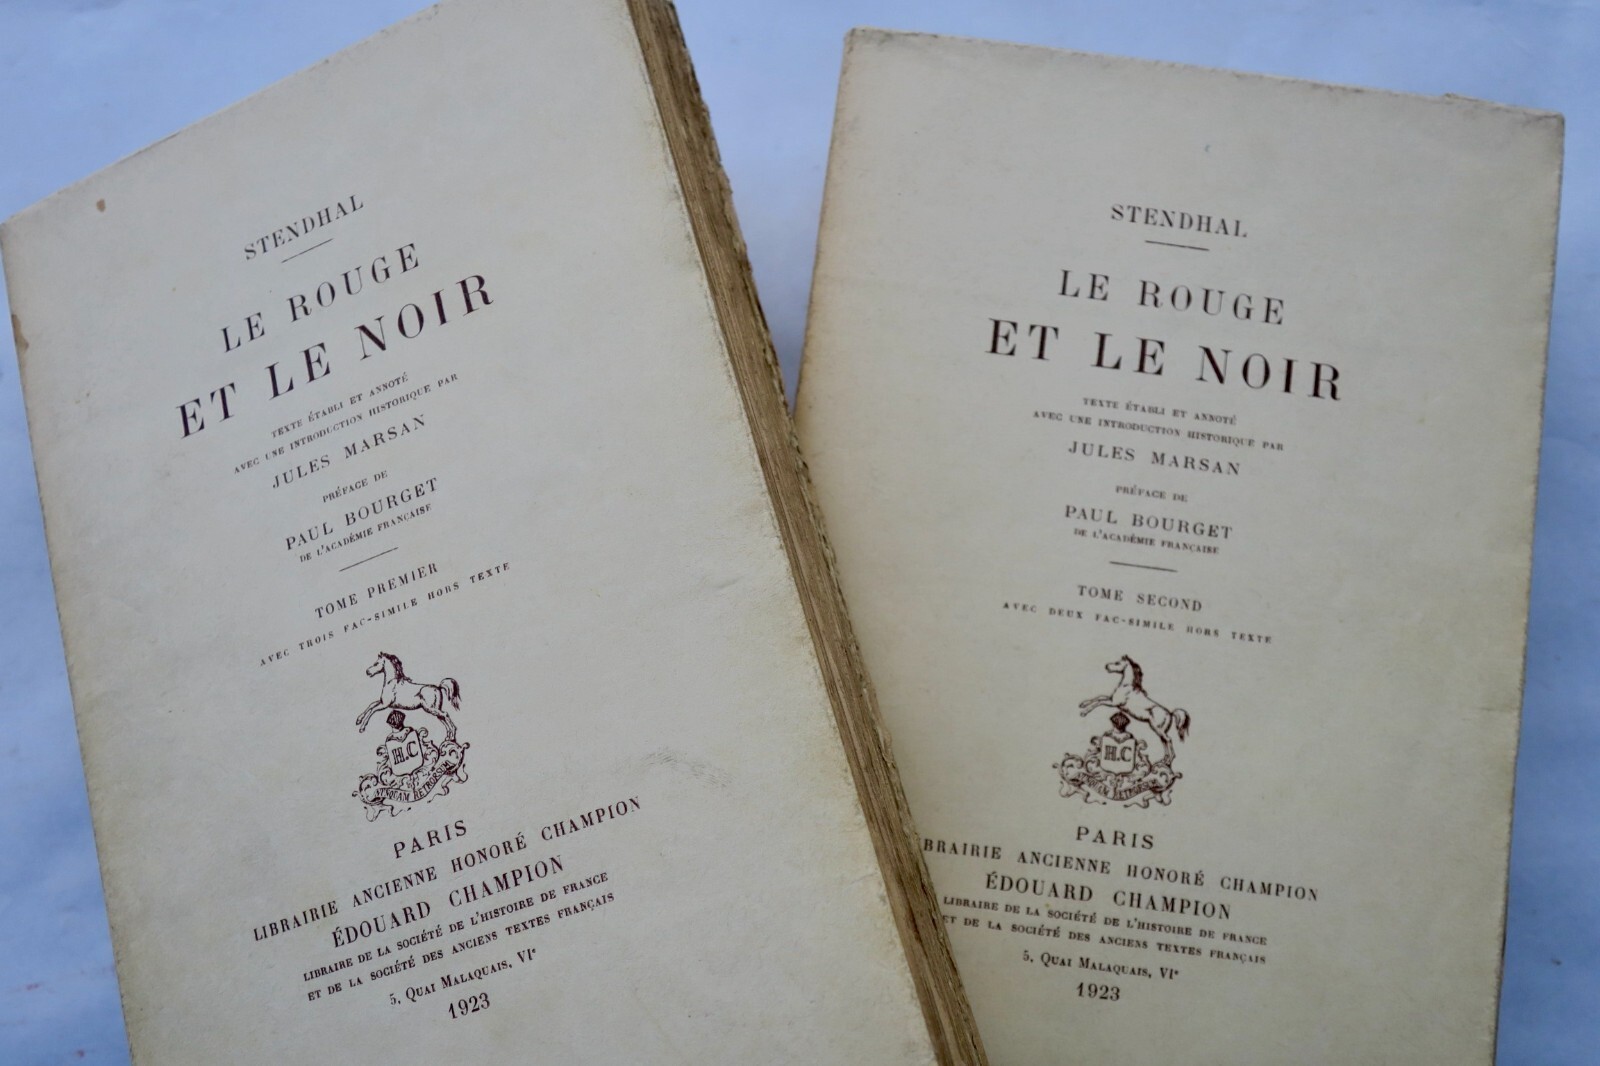 STENDHAL
LE ROUGE
ET LE NOIR
TEXTE ÉTABLI ET ANNOTÉ
AVEC UNE INTRODUCTION HISTORIQUE PAR
JULES MARSAN
PRÉFACE DE
PAUL BOURGET
DE L'ACADÉMIE FRANÇAISE
TOME PREMIER
AVEC TROIS FAC-SIMILE HORS TEXTE
H.C
NUNQUAM RETRORSUM
PARIS
LIBRAIRIE ANCIENNE HONORÉ CHAMPION
ÉDOUARD CHAMPION
LIBRAIRE DE LA SOCIÉTÉ DE L'HISTOIRE DE FRANCE
ET DE LA SOCIÉTÉ DES ANCIENS TEXTES FRANÇAIS
5, QUAI MALAQUAIS, VIe
1923
STENDHAL
LE ROUGE
ET LE NOIR
TEXTE ÉTABLI ET ANNOTÉ
AVEC UNE INTRODUCTION HISTORIQUE PAR
JULES MARSAN
PRÉFACE DE
PAUL BOURGET
DE L'ACADÉMIE FRANÇAISE
TOME SECOND
AVEC DEUX FAC-SIMILE HORS TEXTE
H.C
NUNQUAM RETRORSUM
PARIS
BRAIRIE ANCIENNE HONORÉ CHAMPION
ÉDOUARD CHAMPION
LIBRAIRE DE LA SOCIÉTÉ DE L'HISTOIRE DE FRANCE
ET DE LA SOCIÉTÉ DES ANCIENS TEXTES FRANÇAIS
5, QUAI MALAQUAIS, VIe
1923